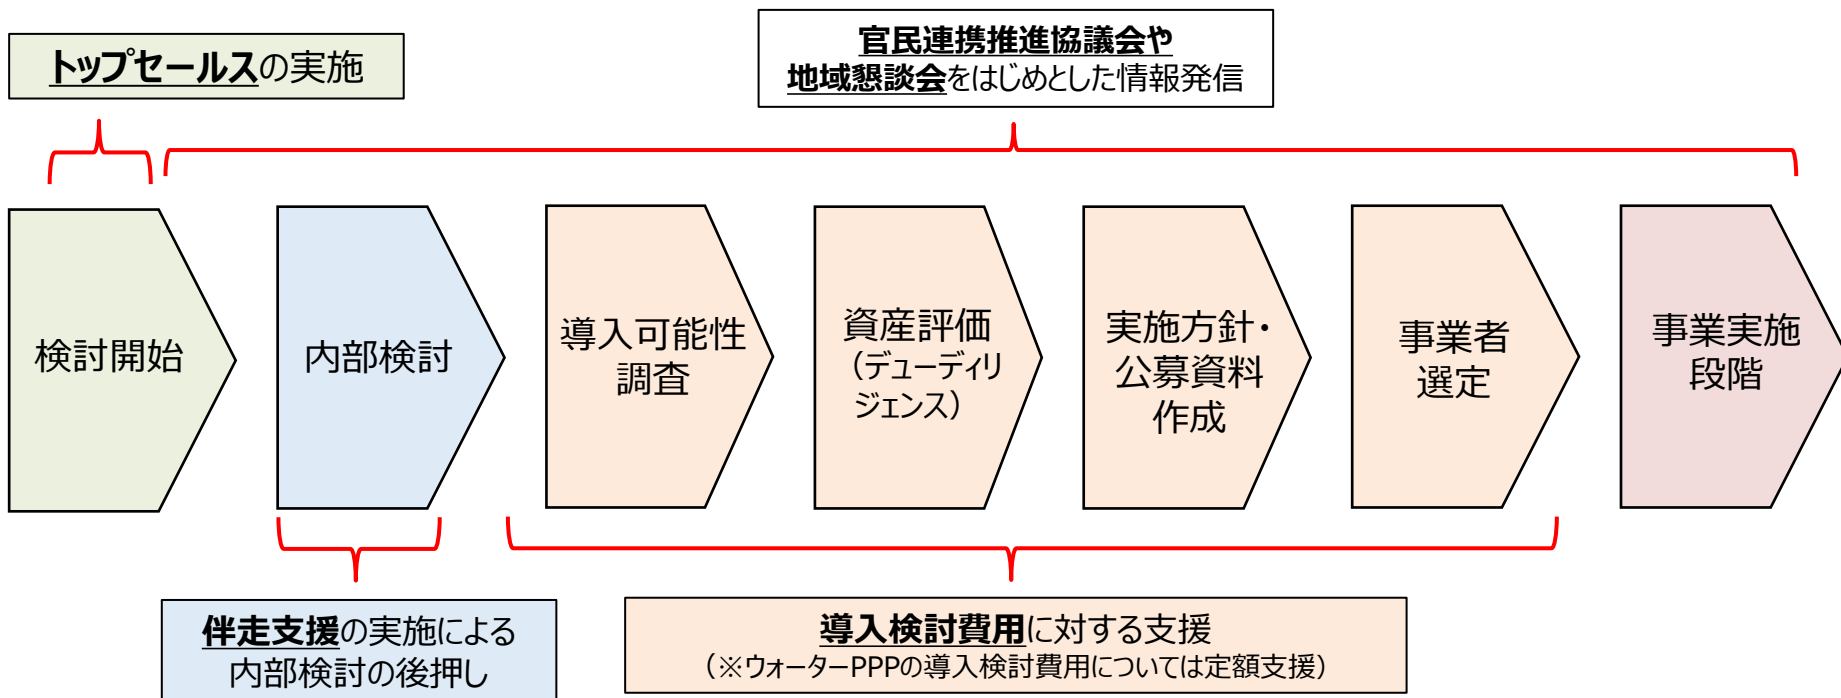 トップセールスの実施
官民連携推進協議会や
地域懇談会をはじめとした情報発信
検討開始
内部検討
導入可能性
調査
資産評価
（デューディリ
ジェンス）
実施方針・
公募資料
作成
事業者
選定
事業実施
段階
伴走支援の実施による
内部検討の後押し
導入検討費用に対する支援
（※ウォーターPPPの導入検討費用については定額支援）